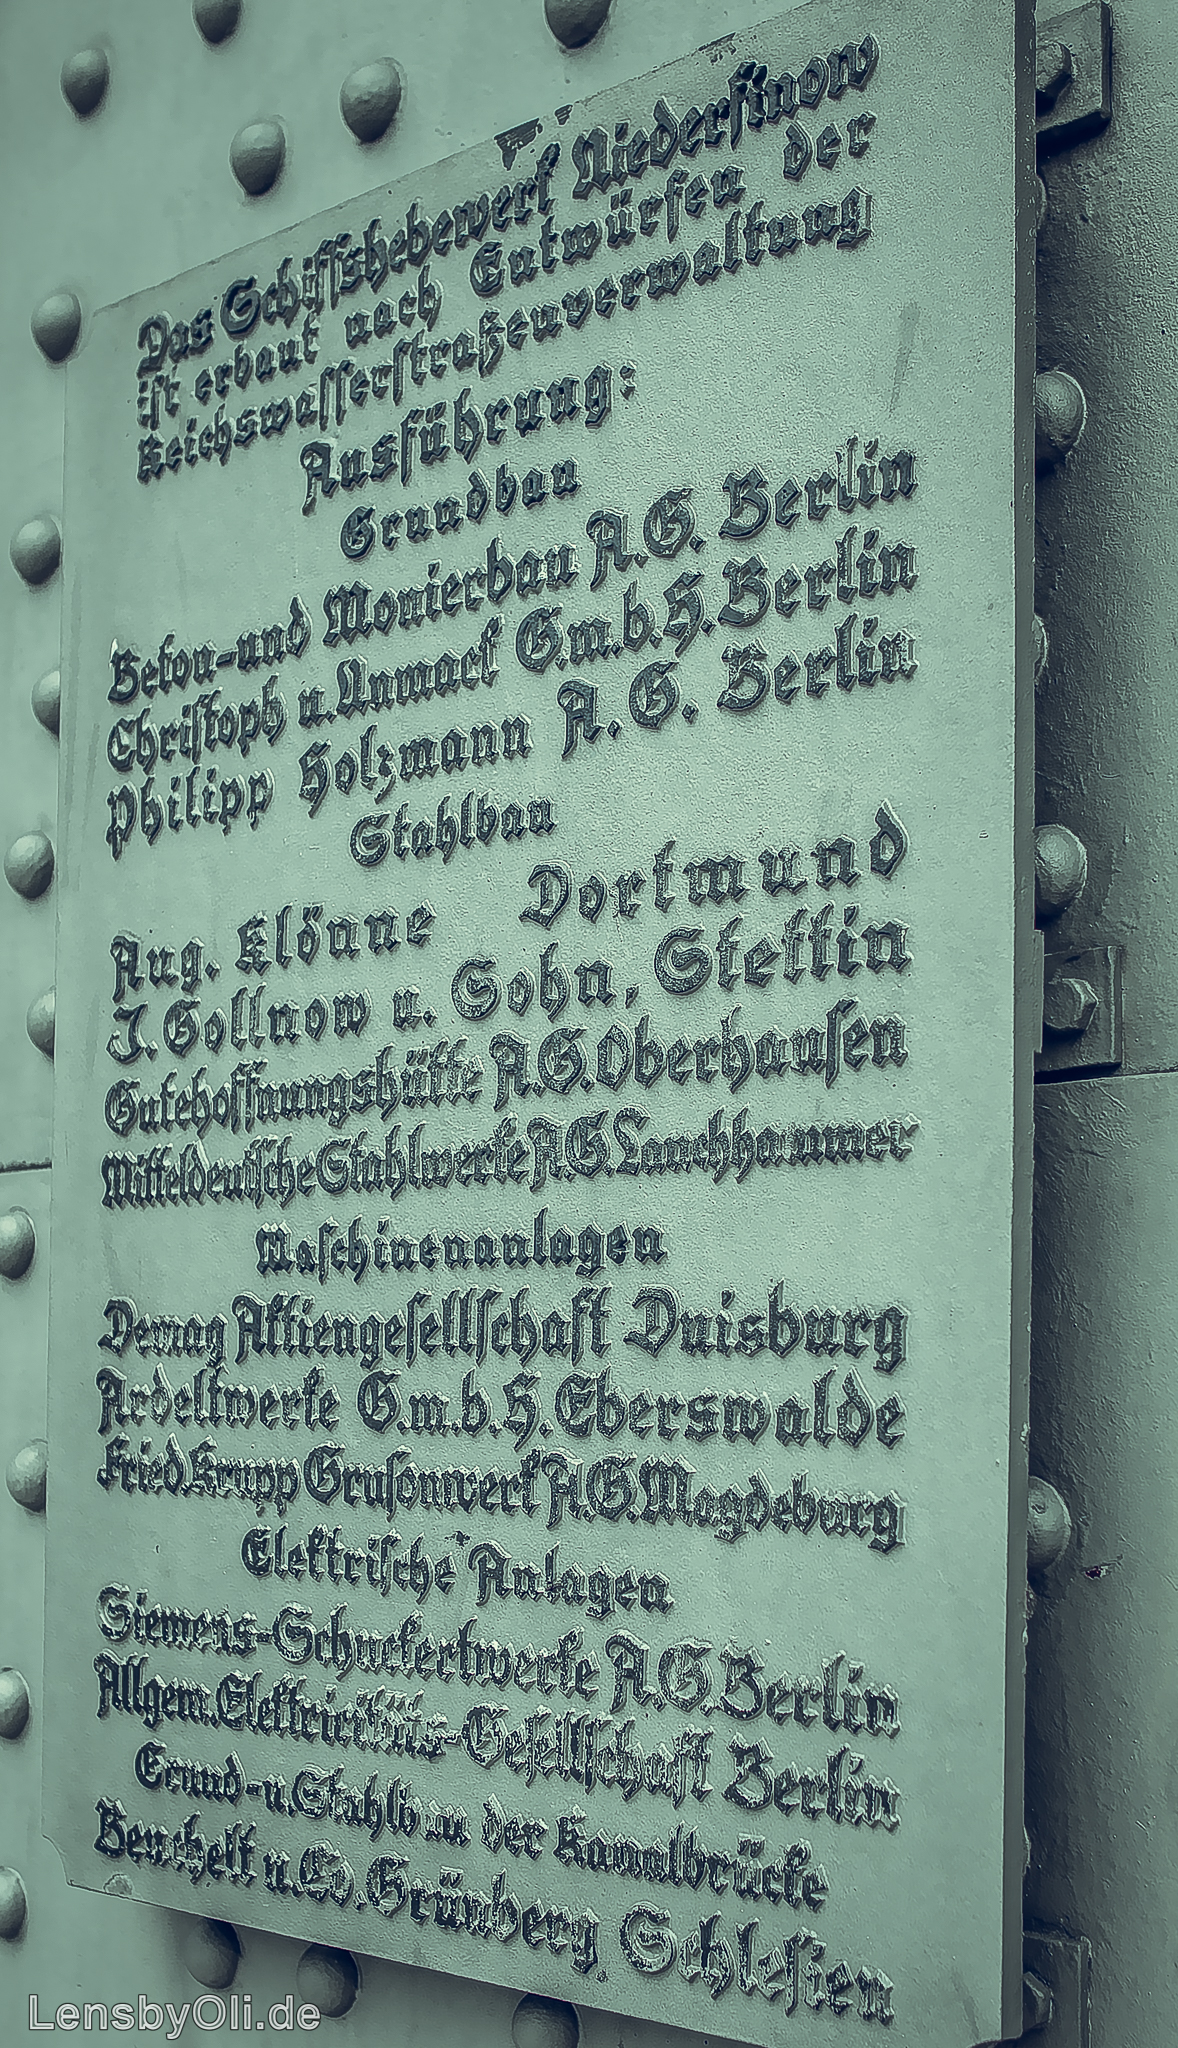 Das Schiffshebewerk Niederfinow
ist erbaut nach Entwürfen der
Reichswasserstraßenverwaltung
Ausführung:
Grundbau
Beton-und Monierbau A.G. Berlin
Christoph u. Unmack G.m.b.H. Berlin
Philipp Holzmann A.G. Berlin
Stahlbau
Aug. Klönne Dortmund
J. Gollnow u. Sohn, Stettin
Gutehoffnungshütte A.G. Oberhausen
Mitteldeutsche Stahlwerke A.G. Lauchhammer
Maschinenanlagen
Demag Aktiengesellschaft Duisburg
Ardeltwerke G.m.b.H. Eberswalde
Fried. Krupp Grusonwerk A.G. Magdeburg
Elektrische Anlagen
Siemens-Schuckertwerke A.G. Berlin
Allgem. Elektricitäts-Gesellschaft Berlin
Grund-u. Stahlbau der Kanalbrücke
Beuchelt u. Co. Grünberg Schlesien
LensbyOli.de